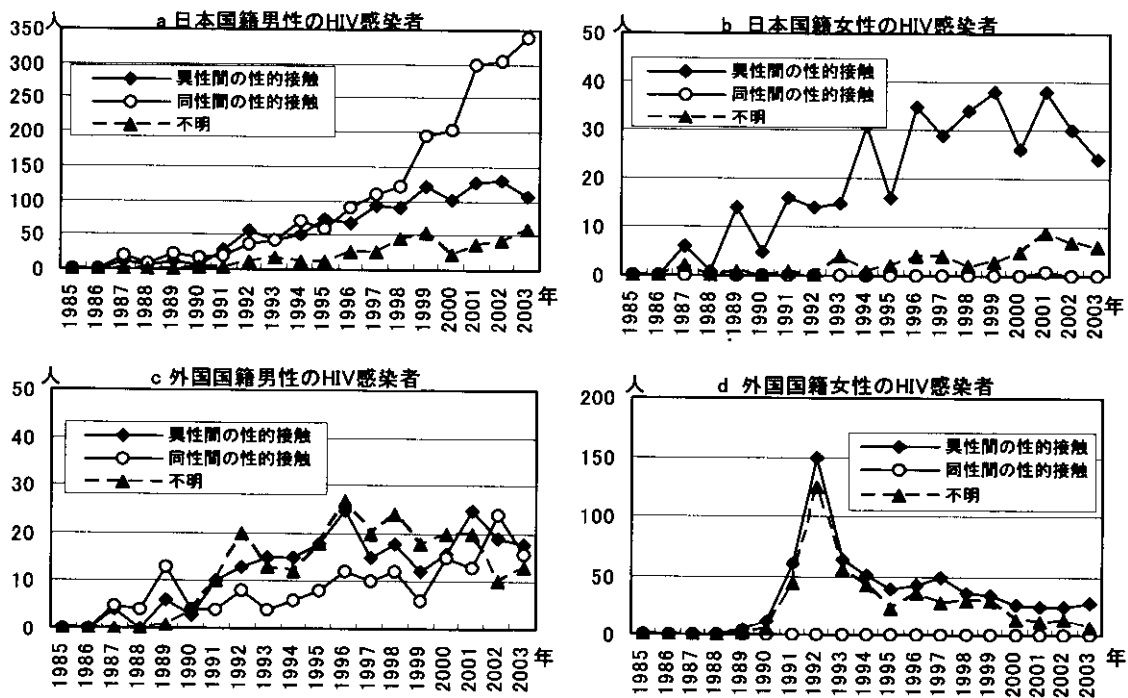 人
a 日本国籍男性のHIV感染者
350
300
250
200
150
100
50
0
異性間の性的接触
同性間の性的接触
不明
1985 1986 1987 1988 1989 1990 1991 1992 1993 1994 1995 1996 1997 1998 1999 2000 2001 2002 2003 年
人
b 日本国籍女性のHIV感染者
50
40
30
20
10
0
異性間の性的接触
同性間の性的接触
不明
1985 1986 1987 1988 1989 1990 1991 1992 1993 1994 1995 1996 1997 1998 1999 2000 2001 2002 2003 年
人
c 外国国籍男性のHIV感染者
50
40
30
20
10
0
異性間の性的接触
同性間の性的接触
不明
1985 1986 1987 1988 1989 1990 1991 1992 1993 1994 1995 1996 1997 1998 1999 2000 2001 2002 2003 年
人
d 外国国籍女性のHIV感染者
200
150
100
50
0
異性間の性的接触
同性間の性的接触
不明
1985 1986 1987 1988 1989 1990 1991 1992 1993 1994 1995 1996 1997 1998 1999 2000 2001 2002 2003 年